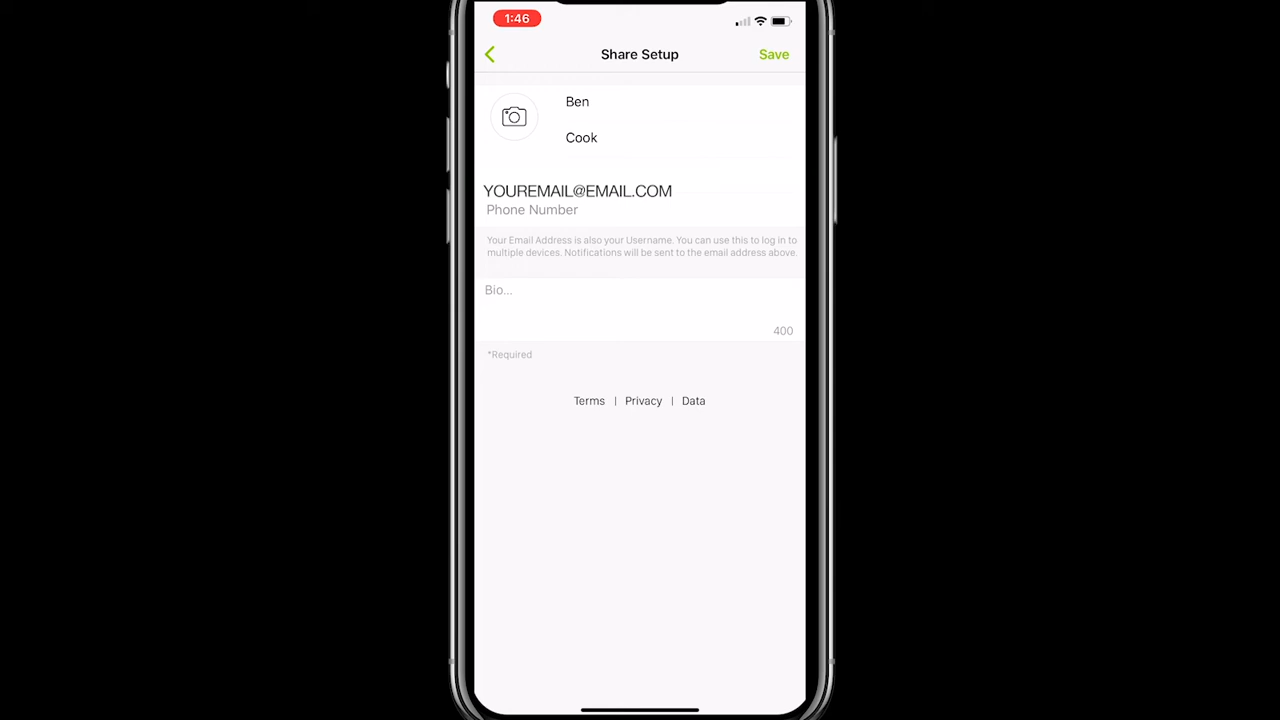 1:46
Share Setup
Save
Ben
Cook
YOUREMAIL@EMAIL.COM
Phone Number
Your Email Address is also your Username. You can use this to log in to
multiple devices. Notifications will be sent to the email address above.
Bio...
400
*Required
Terms | Privacy | Data